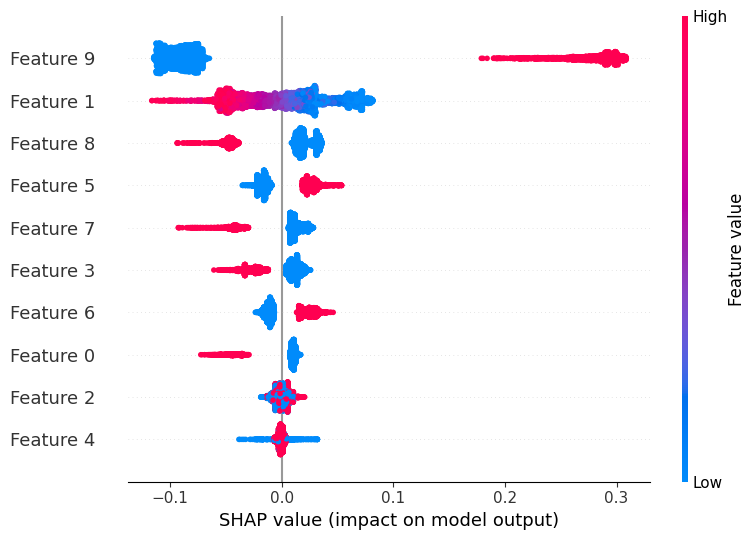 High
Feature 9
Feature 1
Feature 8
Feature 5
Feature 7
Feature 3
Feature 6
Feature 0
Feature 2
Feature 4
Feature value
Low
−0.1 0.0 0.1 0.2 0.3
SHAP value (impact on model output)